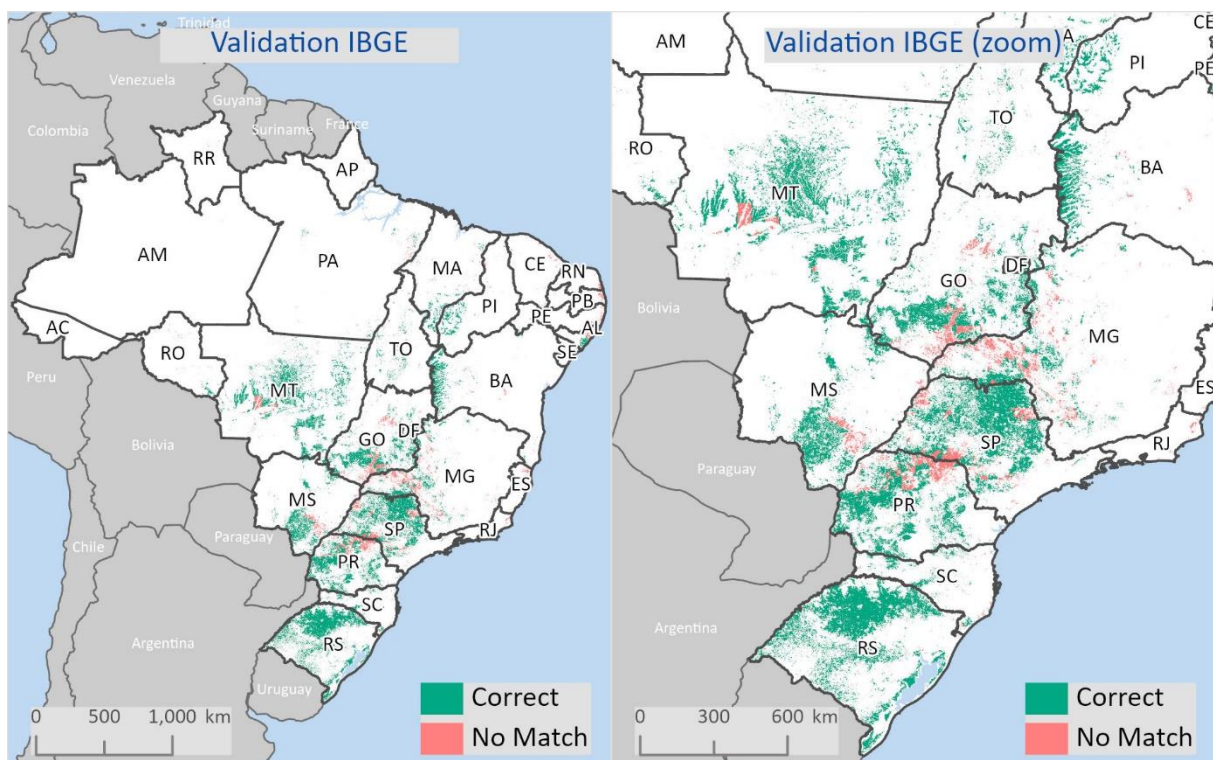 Validation IBGE
Trinidad
Venezuela
Guyana
Suriname
France
Colombia
RR
AP
AM
PA
MA
CE
RN
PB
PI
PE
AL
SE
AC
RO
TO
BA
Peru
MT
Bolivia
GO
DF
MG
ES
MS
SP
RJ
Paraguay
PR
Chile
SC
RS
Argentina
Uruguay
0 500 1,000 km
Correct
No Match
Validation IBGE (zoom)
AM
A
CE
PI
PE
TO
RO
BA
MT
GO
DF
Bolivia
MG
MS
ES
SP
RJ
Paraguay
PR
SC
Argentina
RS
0 300 600 km
Correct
No Match